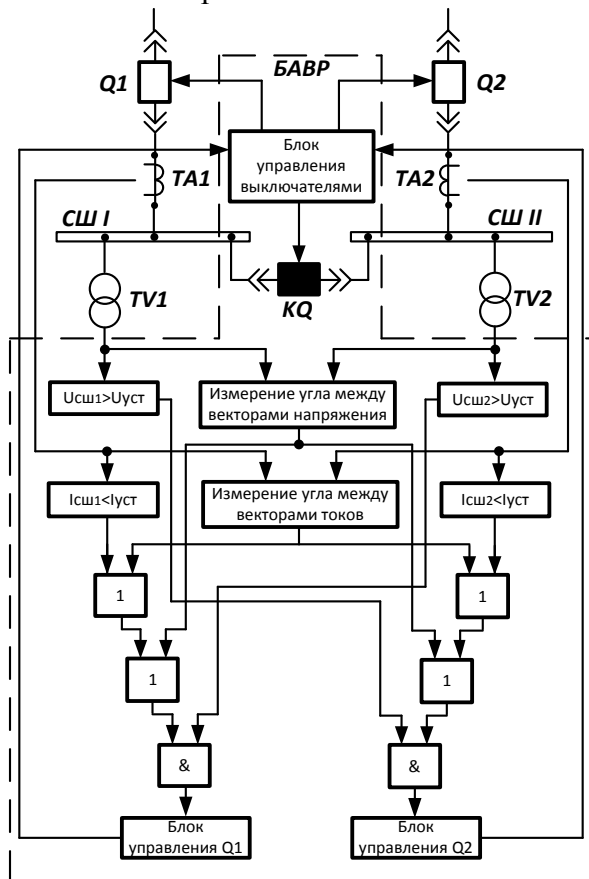 Q1
БАВР
Q2
Блок
управления
выключателями
TA1
TA2
СШ I
СШ II
TV1
KQ
TV2
Uсш1>Uуст
Измерение угла между
векторами напряжения
Uсш2>Uуст
Iсш1<Iуст
Измерение угла между
векторами токов
Iсш2<Iуст
1
1
1
1
&
&
Блок
управления Q1
Блок
управления Q2